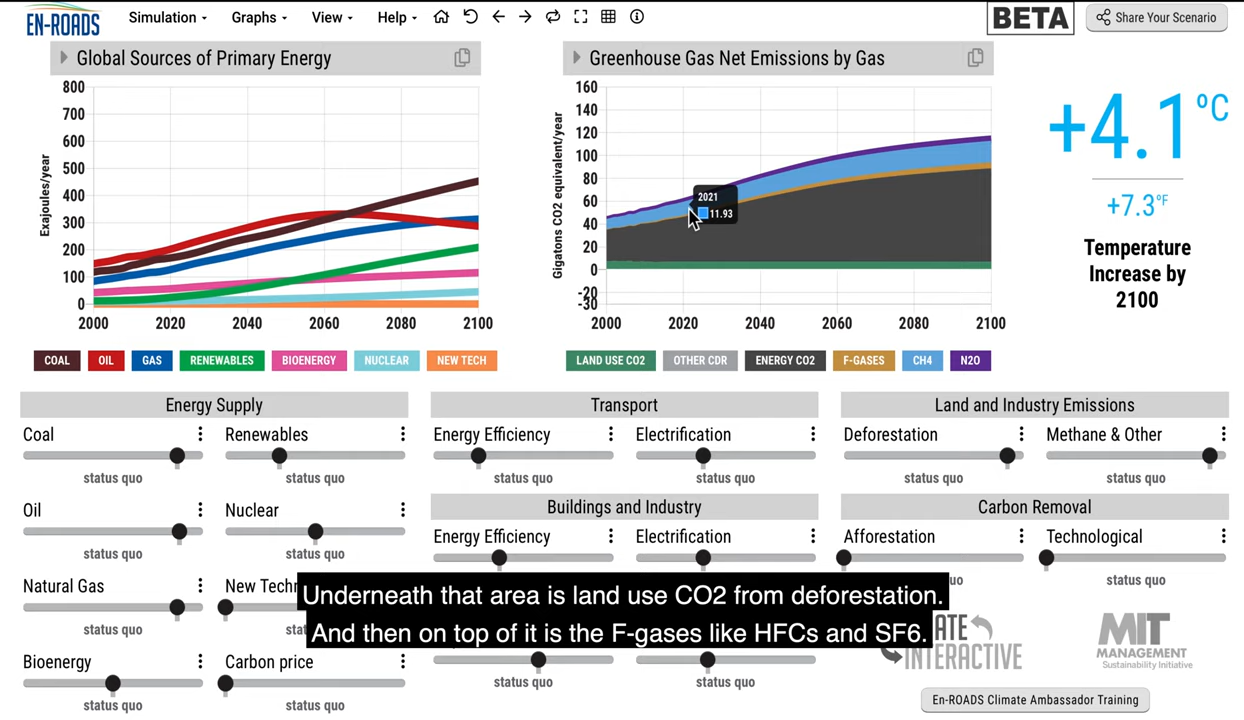 EN-ROADS
Simulation
Graphs
View
Help
BETA
Share Your Scenario
Global Sources of Primary Energy
800
700
600
500
400
300
200
100
0
Exajoules/year
2000 2020 2040 2060 2080 2100
COAL OIL GAS RENEWABLES BIOENERGY NUCLEAR NEW TECH
Greenhouse Gas Net Emissions by Gas
160
140
120
100
80
60
40
20
0
-20
-30
Gigatons CO2 equivalent/year
2021
11.93
2000 2020 2040 2060 2080 2100
LAND USE CO2 OTHER CDR ENERGY CO2 F-GASES CH4 N2O
+4.1 ºC
+7.3ºF
Temperature
Increase by
2100
Energy Supply
Coal
status quo
Renewables
status quo
Oil
status quo
Nuclear
status quo
Natural Gas
status quo
New Techn
Bioenergy
status quo
Carbon price
status quo
Transport
Energy Efficiency
status quo
Electrification
status quo
Buildings and Industry
Energy Efficiency
Electrification
status quo
status quo
Land and Industry Emissions
Deforestation
status quo
Methane & Other
status quo
Carbon Removal
Afforestation
Technological
status quo
Underneath that area is land use CO2 from deforestation.
And then on top of it is the F-gases like HFCs and SF6.
INTERACTIVE
MIT
MANAGEMENT
Sustainability Initiative
En-ROADS Climate Ambassador Training